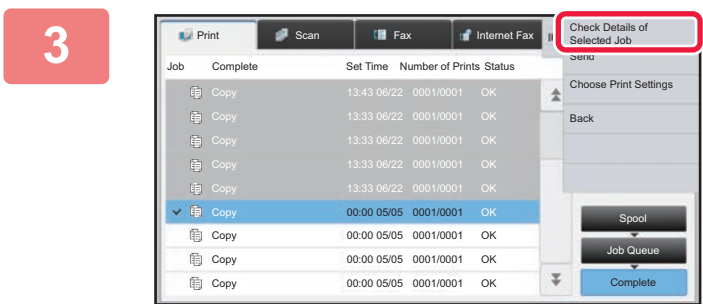 3
Print Scan Fax Internet Fax
Check Details of
Selected Job
Send
Choose Print Settings
Back
Job Complete Set Time Number of Prints Status
Copy 13:43 06/22 0001/0001 OK
Copy 13:33 06/22 0001/0001 OK
Copy 13:33 06/22 0001/0001 OK
Copy 13:33 06/22 0001/0001 OK
Copy 13:33 06/22 0001/0001 OK
Copy 00:00 05/05 0001/0001 OK
Copy 00:00 05/05 0001/0001 OK
Copy 00:00 05/05 0001/0001 OK
Copy 00:00 05/05 0001/0001 OK
Spool
Job Queue
Complete